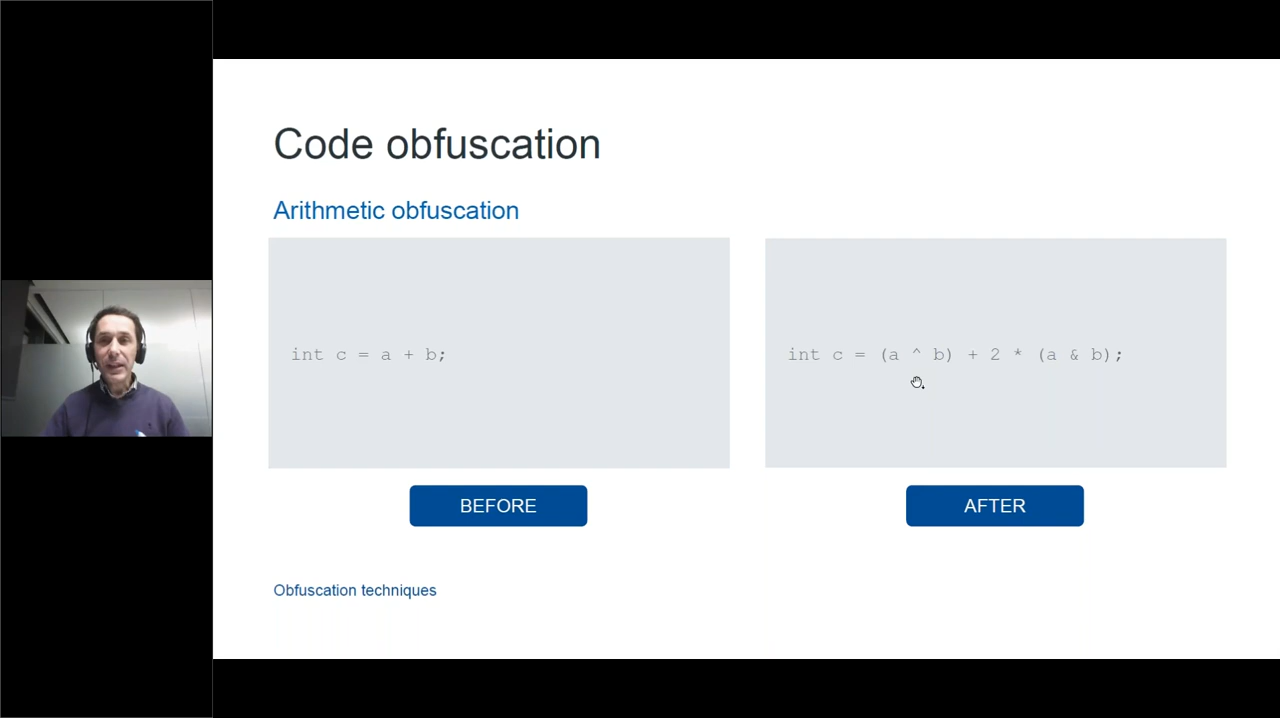 Code obfuscation
Arithmetic obfuscation
int c = a + b;
int c = (a ^ b) + 2 * (a & b);
BEFORE
AFTER
Obfuscation techniques